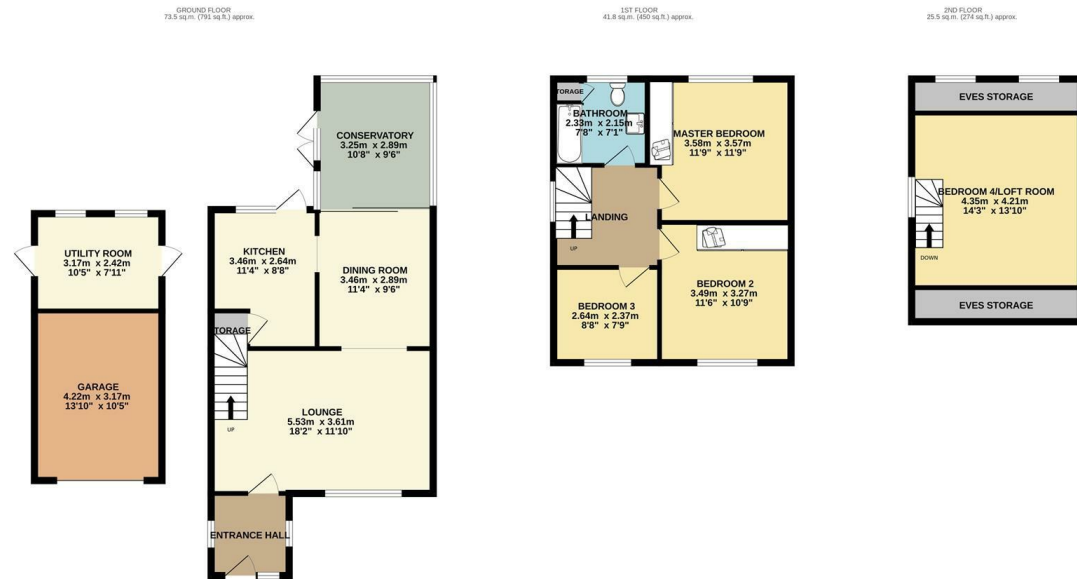 GROUND FLOOR
73.5 sq.m. (791 sq.ft.) approx.
1ST FLOOR
41.8 sq.m. (450 sq.ft.) approx.
2ND FLOOR
25.5 sq.m. (274 sq.ft.) approx.
CONSERVATORY
3.25m x 2.89m
10'8" x 9'6"
UTILITY ROOM
3.17m x 2.42m
10'5" x 7'11"
KITCHEN
3.46m x 2.64m
11'4" x 8'8"
DINING ROOM
3.46m x 2.89m
11'4" x 9'6"
TORAGE
GARAGE
4.22m x 3.17m
13'10" x 10'5"
UP
LOUNGE
5.53m x 3.61m
18'2" x 11'10"
ENTRANCE HALL
TORAGE
BATHROOM
2.33m x 2.15m
7'8" x 7'1"
MASTER BEDROOM
3.58m x 3.57m
11'9" x 11'9"
LANDING
UP
BEDROOM 3
2.64m x 2.37m
8'8" x 7'9"
BEDROOM 2
3.49m x 3.27m
11'6" x 10'9"
EVES STORAGE
BEDROOM 4/LOFT ROOM
4.35m x 4.21m
14'3" x 13'10"
DOWN
EVES STORAGE